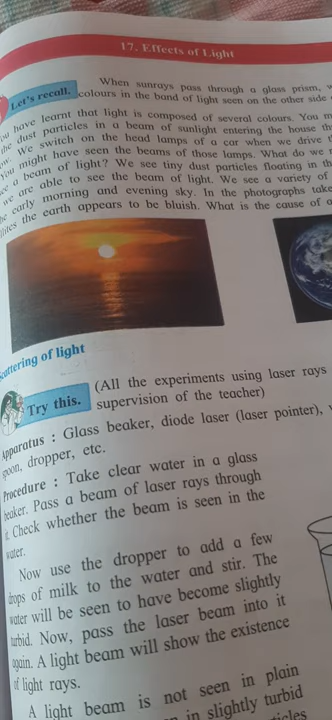 17. Effects of Light
Let's recall.
When sunrays pass through a glass prism,
colours in the band of light seen on the other side
have learnt that light is composed of several colours. You
the dust particles in a beam of sunlight entering the house
We switch on the head lamps of a car when we drive
You might have seen the beams of those lamps. What do we
a beam of light? We see tiny dust particles floating in
we are able to see the beam of light. We see a variety of
early morning and evening sky. In the photographs
the earth appears to be bluish. What is the cause of
Scattering of light
Try this.
(All the experiments using laser rays
supervision of the teacher)
Apparatus : Glass beaker, diode laser (laser pointer),
spoon, dropper, etc.
Procedure : Take clear water in a glass
beaker. Pass a beam of laser rays through
it. Check whether the beam is seen in the
water.
Now use the dropper to add a few
drops of milk to the water and stir. The
water will be seen to have become slightly
turbid. Now, pass the laser beam into it
again. A light beam will show the existence
of light rays.
A light beam is not seen in plain
in slightly turbid